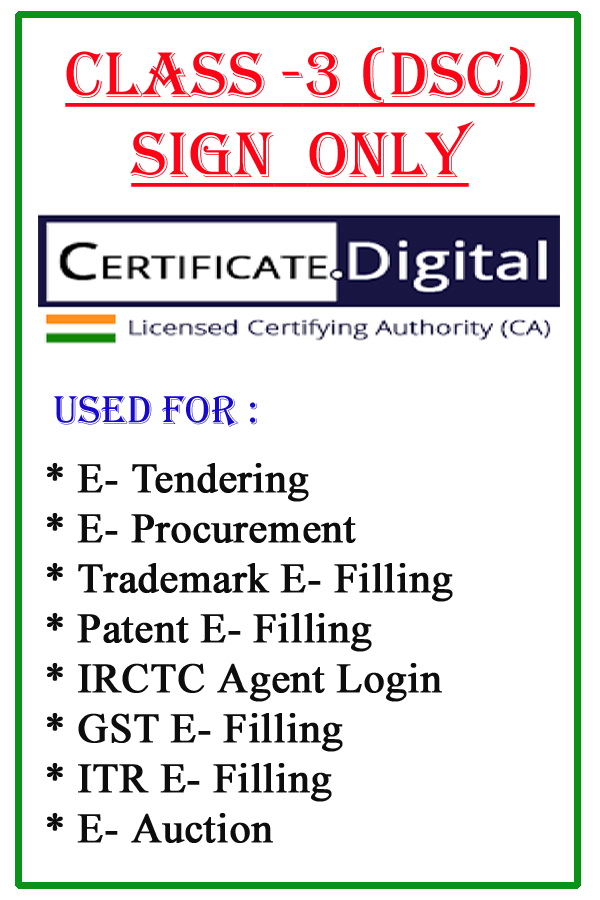 CLASS -3 (DSC)
SIGN ONLY
CERTIFICATE.Digital
Licensed Certifying Authority (CA)
USED FOR :
* E- Tendering
* E- Procurement
* Trademark E- Filling
* Patent E- Filling
* IRCTC Agent Login
* GST E- Filling
* ITR E- Filling
* E- Auction